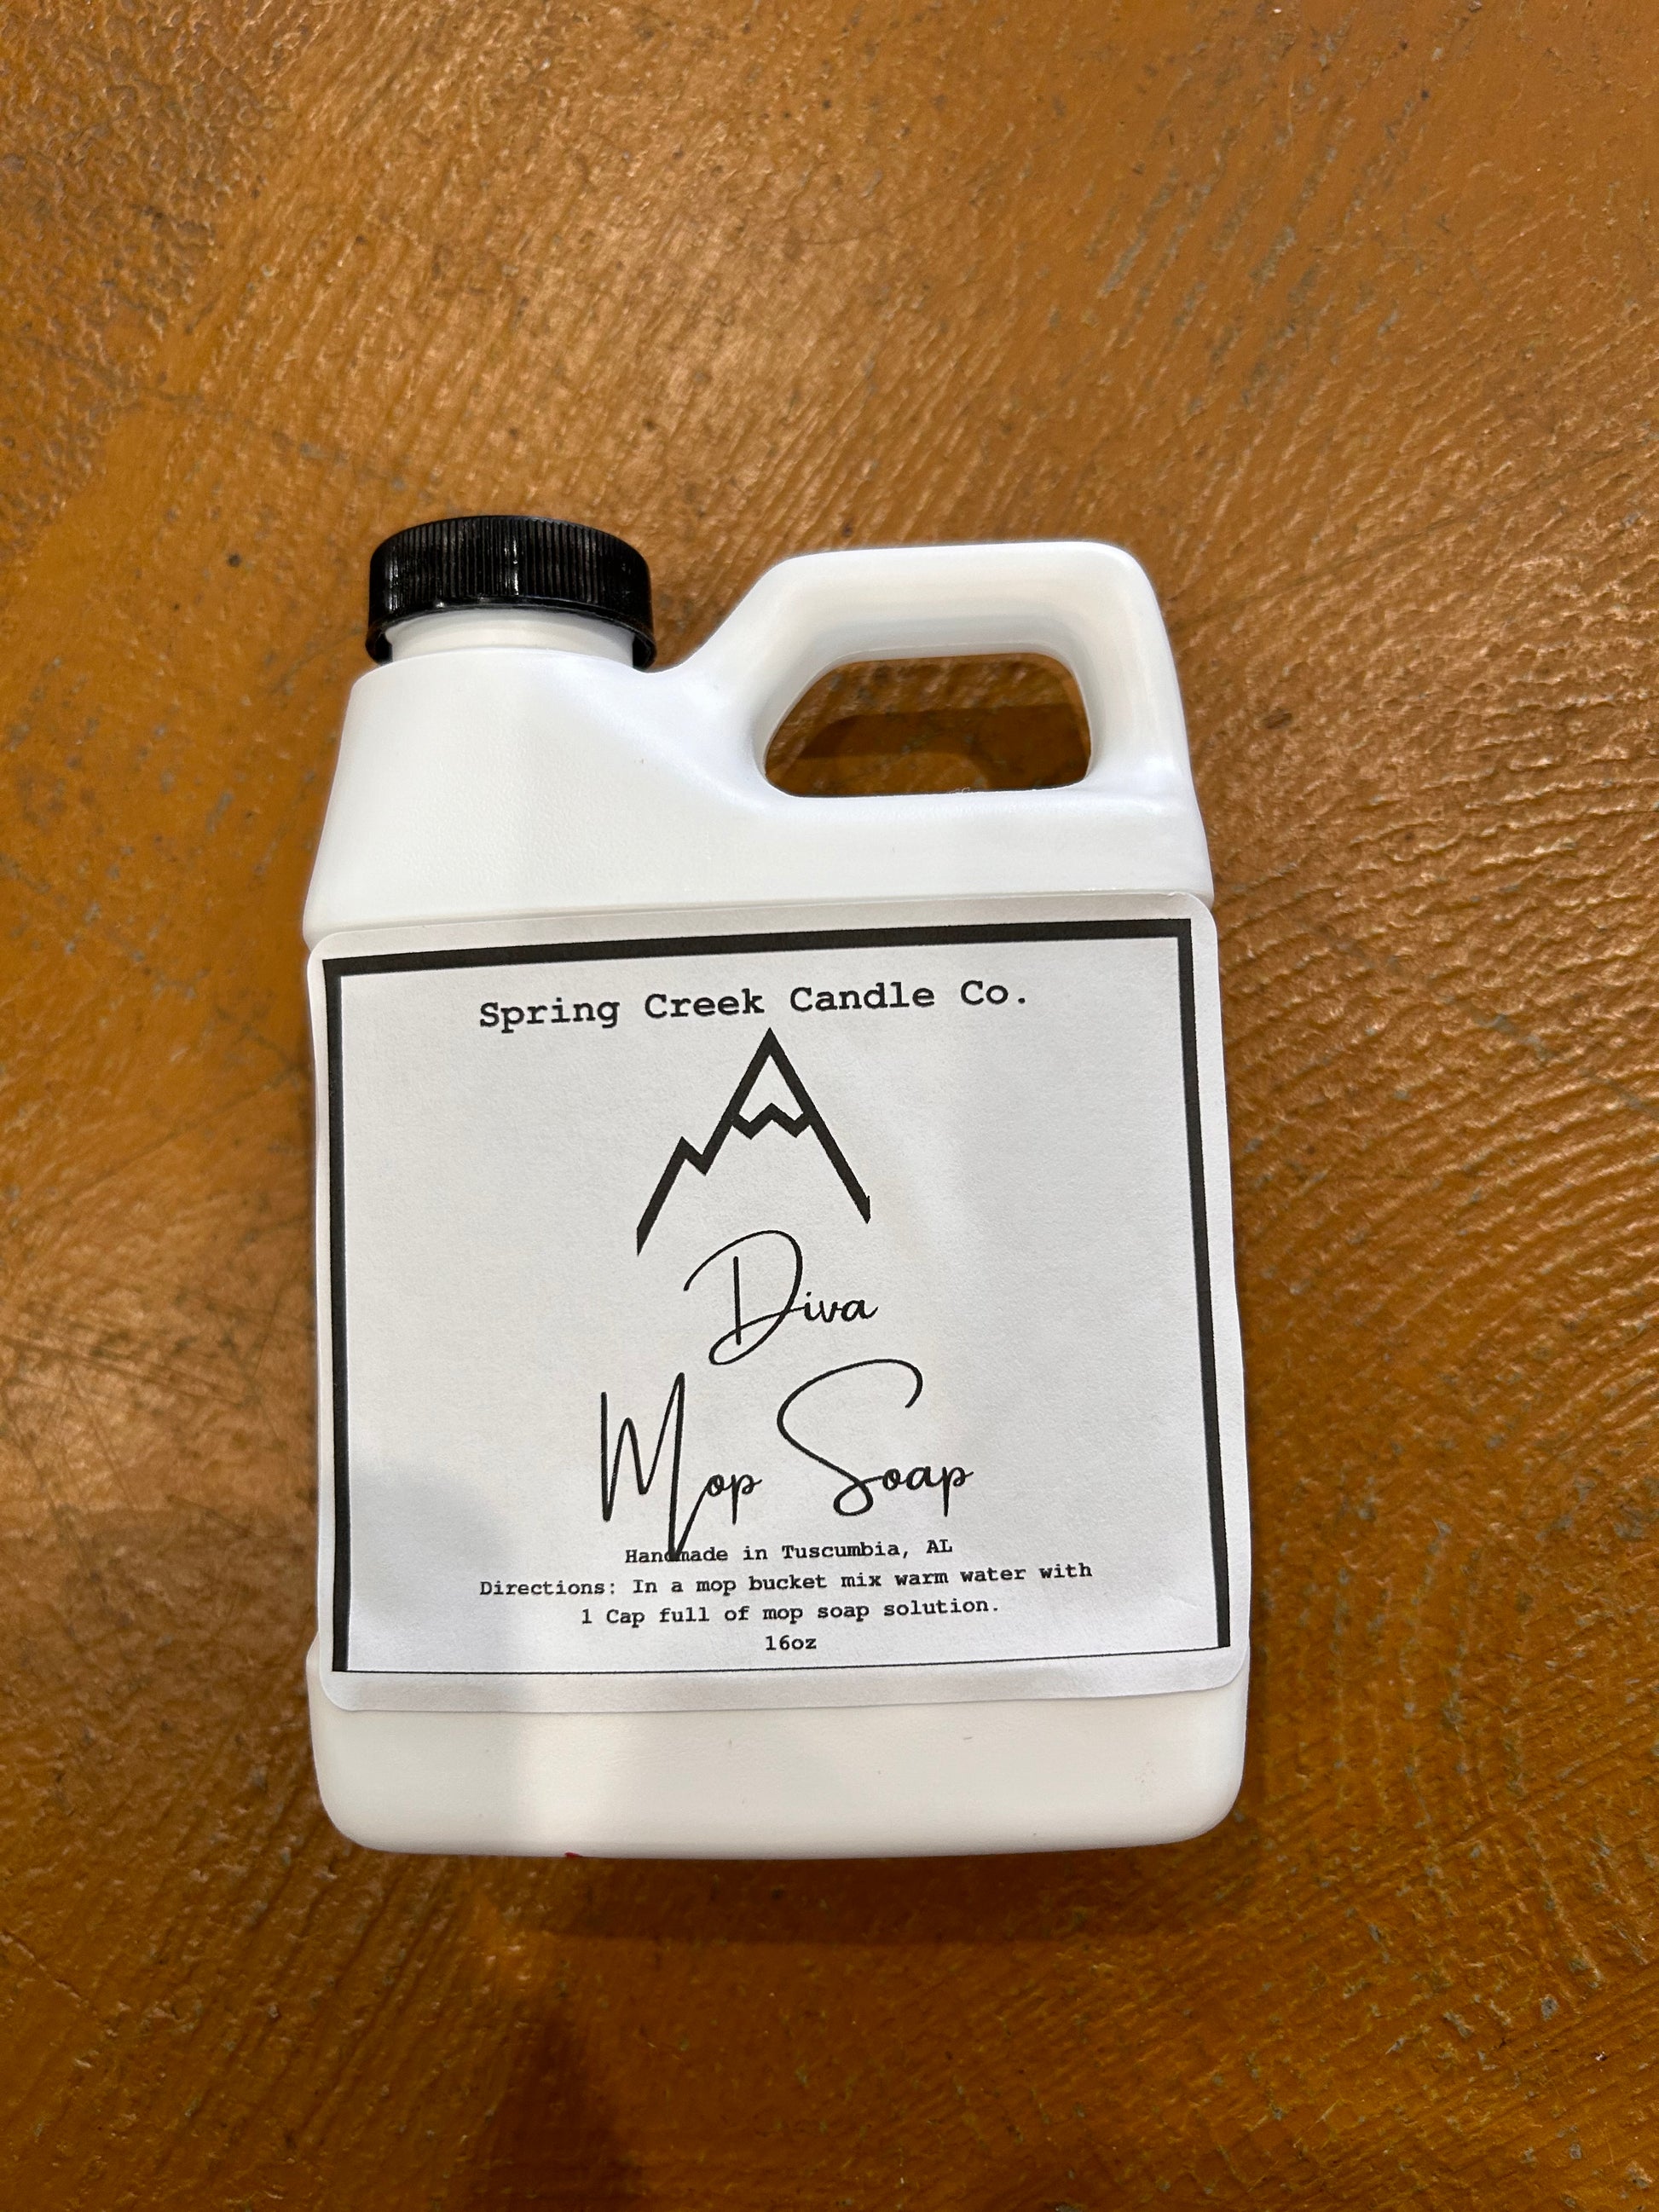 Spring Creek Candle Co.
Diva
Mop Soap
Handmade in Tuscumbia, AL
Directions: In a mop bucket mix warm water with
1 Cap full of mop soap solution.
16oz